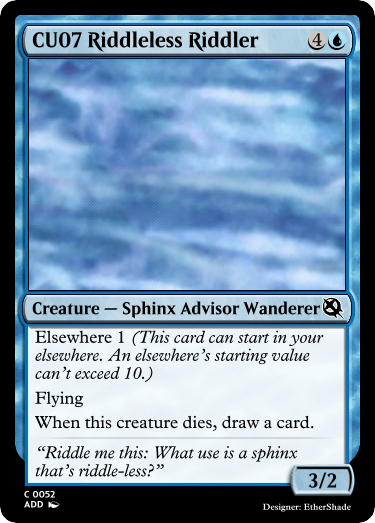 CU07 Riddleless Riddler 4
Creature — Sphinx Advisor Wanderer
Elsewhere 1 (This card can start in your
elsewhere. An elsewhere's starting value
can't exceed 10.)
Flying
When this creature dies, draw a card.
"Riddle me this: What use is a sphinx
that's riddle-less?"
3/2
C 0052
ADD
Designer: EtherShade